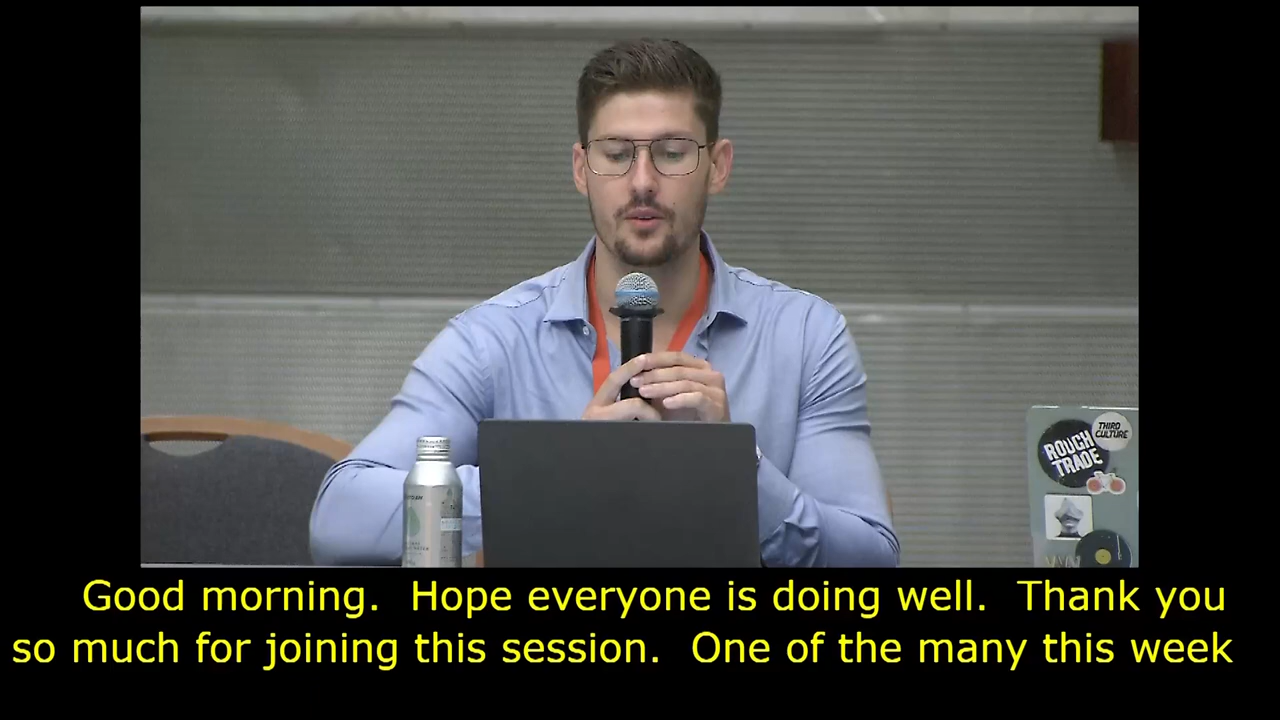 THIRD
CULTURE
ROUGH
TRADE
Good morning.  Hope everyone is doing well.  Thank you
so much for joining this session.  One of the many this week